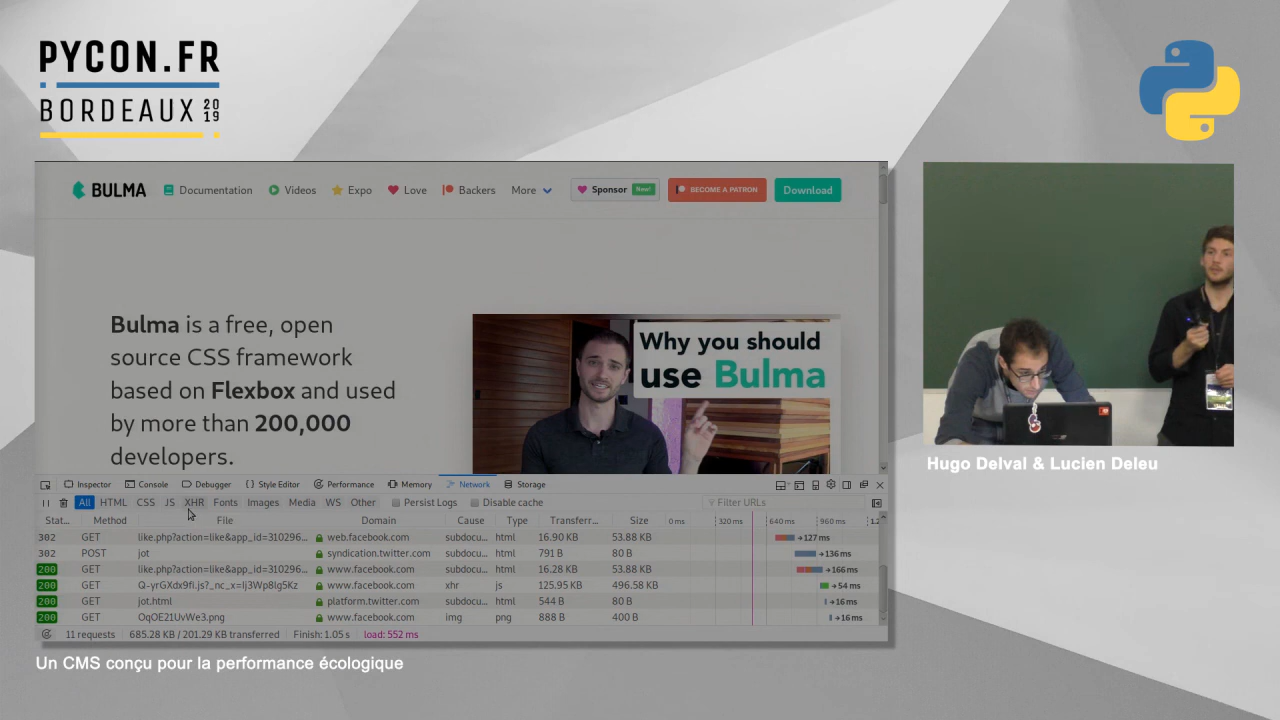 PYCON.FR
BORDEAUX 2019
BULMA Documentation Videos Expo Love Backers More Sponsor New! BECOME A PATRON Download
Bulma is a free, open
source CSS framework
based on Flexbox and used
by more than 200,000
developers.
Why you should
use Bulma
Inspector Console Debugger Style Editor Performance Memory Network Storage
All HTML CSS JS XHR Fonts Images Media WS Other Persist Logs Disable cache Filter URLs
Stat... Method File Domain Cause Type Transferr... Size 0 ms 320 ms 640 ms 960 ms
302 GET like.php?action=like&app_id=310296... web.facebook.com subdocu... html 16.90 KB 53.88 KB → 127 ms
302 POST jot syndication.twitter.com subdocu... html 791 B 80 B → 136 ms
200 GET like.php?action=like&app_id=310296... www.facebook.com subdocu... html 16.28 KB 53.88 KB → 166 ms
200 GET Q-yrGXdx9fi.js?_nc_x=Ij3Wp8lg5Kz www.facebook.com xhr js 125.95 KB 496.58 KB → 54 ms
200 GET jot.html platform.twitter.com subdocu... html 544 B 80 B → 16 ms
200 GET OqOE21UvWe3.png www.facebook.com img png 888 B 400 B → 16 ms
11 requests 685.28 KB / 201.29 KB transferred Finish: 1.05 s load: 552 ms
Hugo Delval & Lucien Deleu
Un CMS conçu pour la performance écologique